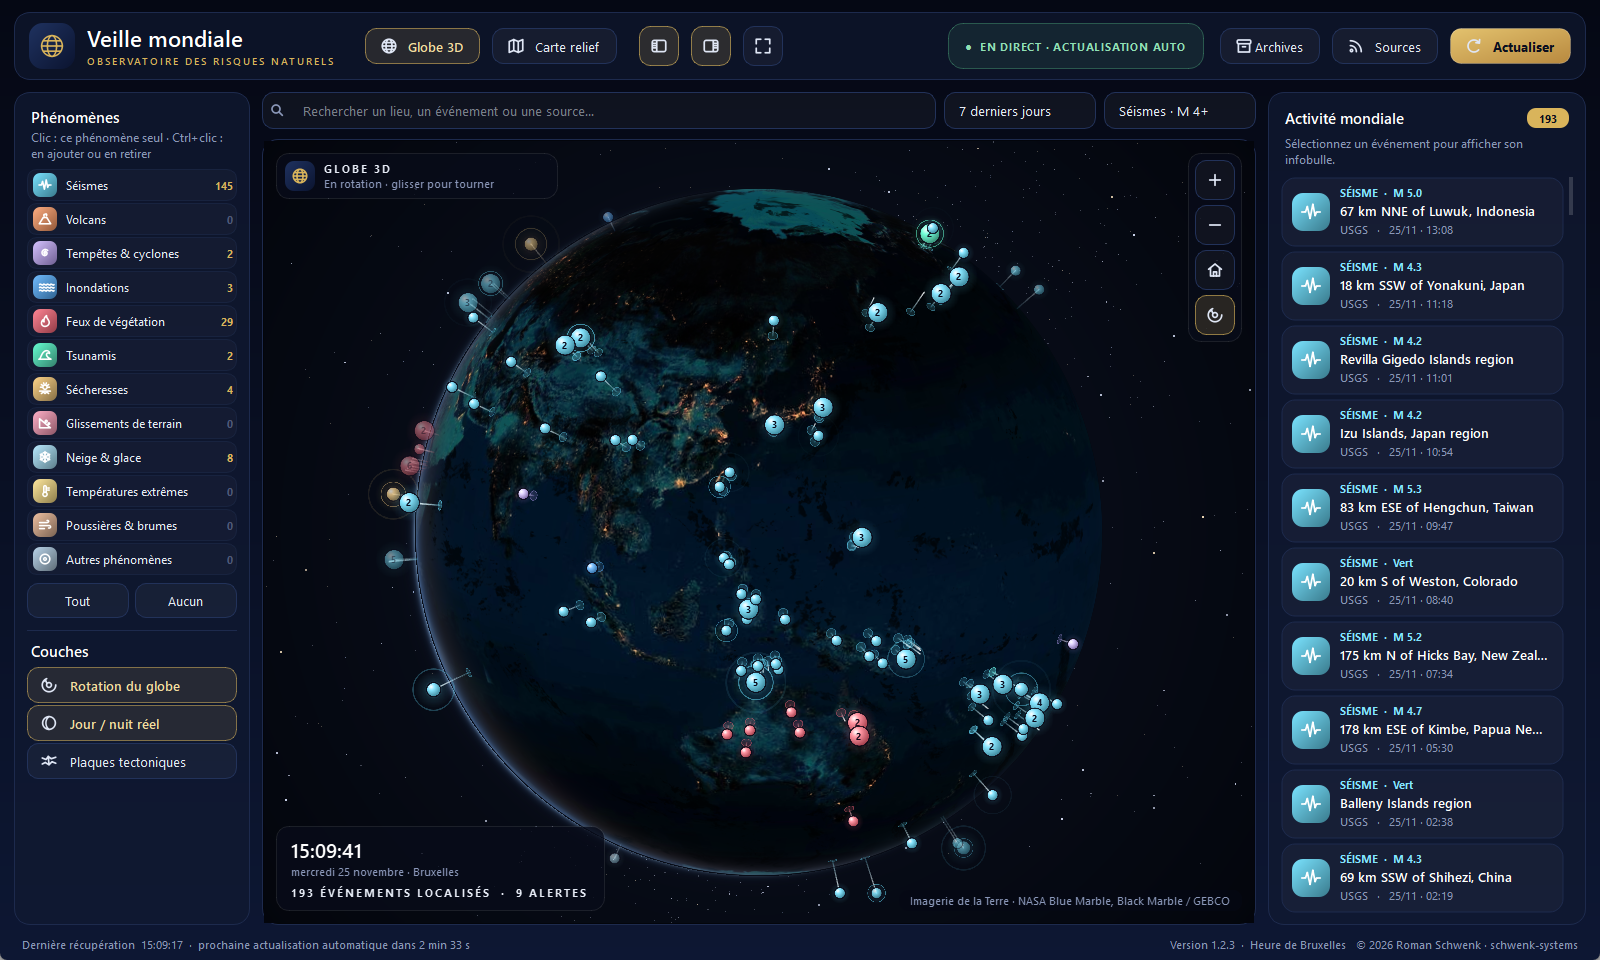 Veille mondiale
OBSERVATOIRE DES RISQUES NATURELS
Globe 3D
Carte relief
EN DIRECT · ACTUALISATION AUTO
Archives
Sources
Actualiser
Phénomènes
Clic : ce phénomène seul · Ctrl+clic :
en ajouter ou en retirer
Séismes 145
Volcans 0
Tempêtes & cyclones 2
Inondations 3
Feux de végétation 29
Tsunamis 2
Sécheresses 4
Glissements de terrain 0
Neige & glace 8
Températures extrêmes 0
Poussières & brumes 0
Autres phénomènes 0
Tout
Aucun
Couches
Rotation du globe
Jour / nuit réel
Plaques tectoniques
Rechercher un lieu, un événement ou une source...
7 derniers jours
Séismes · M 4+
GLOBE 3D
En rotation · glisser pour tourner
15:09:41
mercredi 25 novembre · Bruxelles
193 ÉVÉNEMENTS LOCALISÉS · 9 ALERTES
Imagerie de la Terre · NASA Blue Marble, Black Marble / GEBCO
Activité mondiale 193
Sélectionnez un événement pour afficher son
infobulle.
SÉISME · M 5.0
67 km NNE of Luwuk, Indonesia
USGS · 25/11 · 13:08
SÉISME · M 4.3
18 km SSW of Yonakuni, Japan
USGS · 25/11 · 11:18
SÉISME · M 4.2
Revilla Gigedo Islands region
USGS · 25/11 · 11:01
SÉISME · M 4.2
Izu Islands, Japan region
USGS · 25/11 · 10:54
SÉISME · M 5.3
83 km ESE of Hengchun, Taiwan
USGS · 25/11 · 09:47
SÉISME · Vert
20 km S of Weston, Colorado
USGS · 25/11 · 08:40
SÉISME · M 5.2
175 km N of Hicks Bay, New Zeal...
USGS · 25/11 · 07:34
SÉISME · M 4.7
178 km ESE of Kimbe, Papua Ne...
USGS · 25/11 · 05:30
SÉISME · Vert
Balleny Islands region
USGS · 25/11 · 02:38
SÉISME · M 4.3
69 km SSW of Shihezi, China
USGS · 25/11 · 02:19
Dernière récupération 15:09:17 · prochaine actualisation automatique dans 2 min 33 s
Version 1.2.3 · Heure de Bruxelles © 2026 Roman Schwenk · schwenk-systems